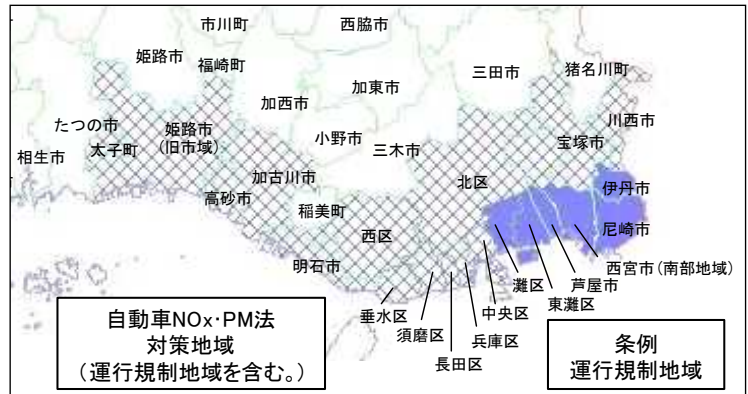 市川町
西脇市
姫路市
福崎町
加西市
加東市
三田市
猪名川町
川西市
たつの市
相生市
太子町
姫路市
(旧市域)
小野市
三木市
宝塚市
加古川市
高砂市
稲美町
北区
伊丹市
尼崎市
西区
明石市
垂水区
須磨区
長田区
兵庫区
中央区
灘区
東灘区
芦屋市
西宮市(南部地域)
自動車NOx・PM法
対策地域
(運行規制地域を含む。)
条例
運行規制地域